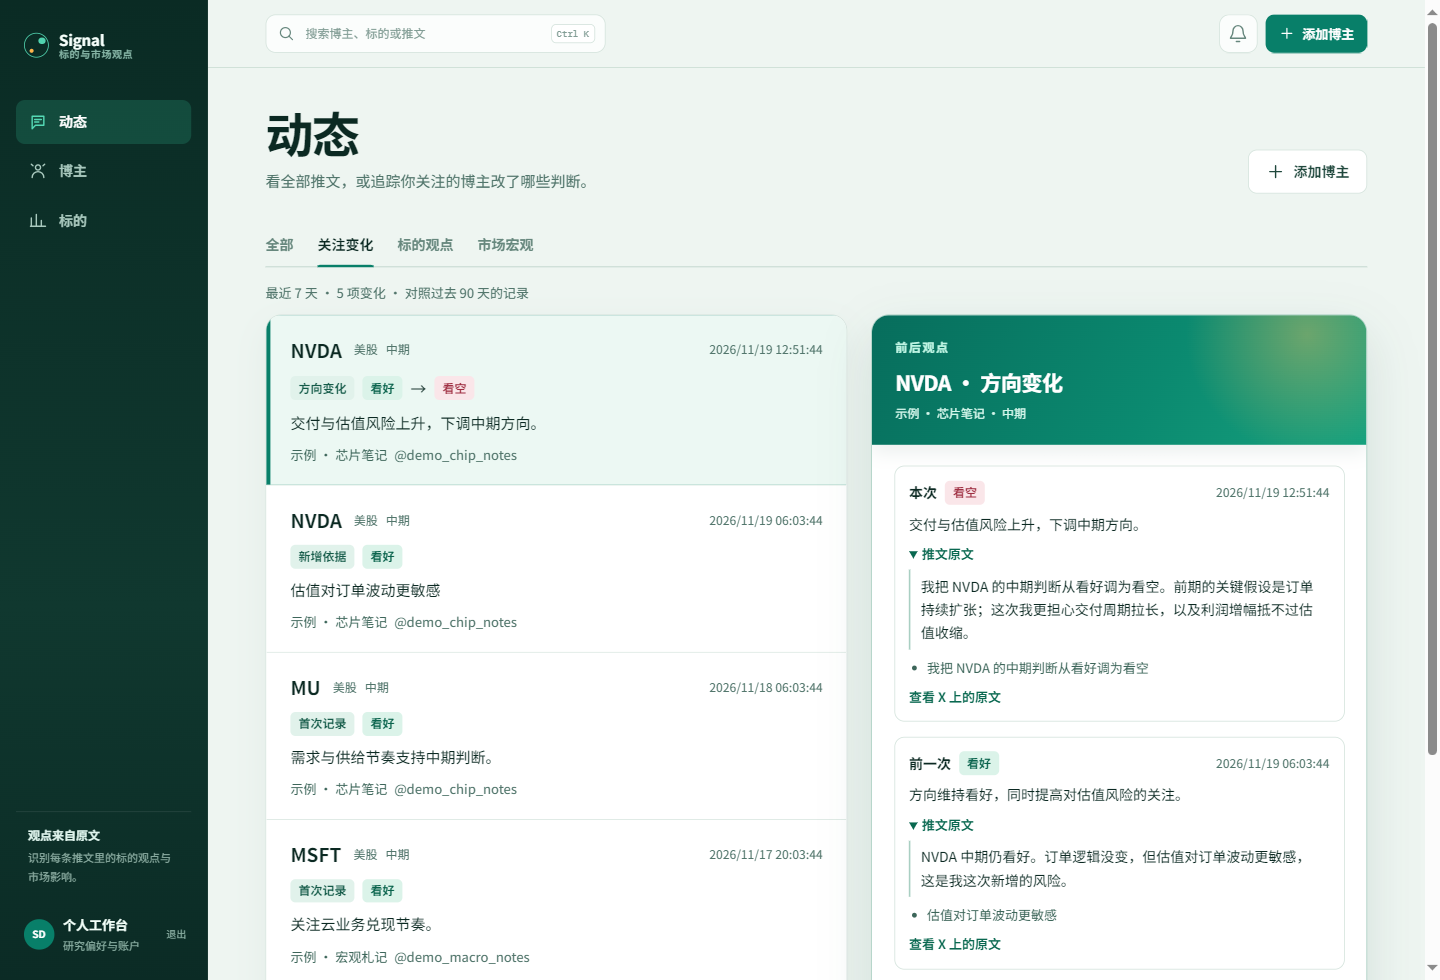 Signal
标的与市场观点
动态
博主
标的
观点来自原文
识别每条推文里的标的观点与
市场影响。
SD
个人工作台
研究偏好与账户
退出
搜索博主、标的或推文
Ctrl K
添加博主
动态
看全部推文，或追踪你关注的博主改了哪些判断。
添加博主
全部
关注变化
标的观点
市场宏观
最近 7 天 · 5 项变化 · 对照过去 90 天的记录
NVDA 美股 中期 2026/11/19 12:51:44
方向变化 看好 → 看空
交付与估值风险上升，下调中期方向。
示例 · 芯片笔记 @demo_chip_notes
NVDA 美股 中期 2026/11/19 06:03:44
新增依据 看好
估值对订单波动更敏感
示例 · 芯片笔记 @demo_chip_notes
MU 美股 中期 2026/11/18 06:03:44
首次记录 看好
需求与供给节奏支持中期判断。
示例 · 芯片笔记 @demo_chip_notes
MSFT 美股 中期 2026/11/17 20:03:44
首次记录 看好
关注云业务兑现节奏。
示例 · 宏观札记 @demo_macro_notes
前后观点
NVDA · 方向变化
示例 · 芯片笔记 · 中期
本次 看空 2026/11/19 12:51:44
交付与估值风险上升，下调中期方向。
▼ 推文原文
我把 NVDA 的中期判断从看好调为看空。前期的关键假设是订单
持续扩张；这次我更担心交付周期拉长，以及利润增幅抵不过估
值收缩。
• 我把 NVDA 的中期判断从看好调为看空
查看 X 上的原文
前一次 看好 2026/11/19 06:03:44
方向维持看好，同时提高对估值风险的关注。
▼ 推文原文
NVDA 中期仍看好。订单逻辑没变，但估值对订单波动更敏感，
这是我这次新增的风险。
• 估值对订单波动更敏感
查看 X 上的原文